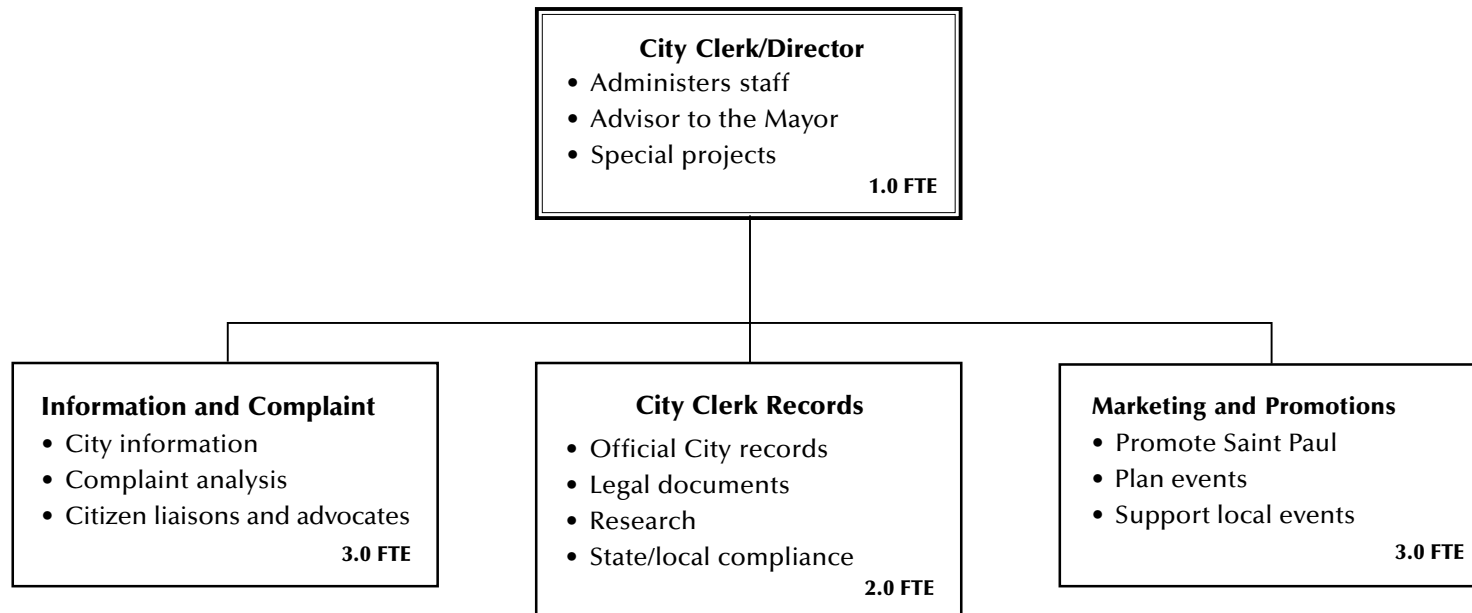 City Clerk/Director
• Administers staff
• Advisor to the Mayor
• Special projects
1.0 FTE
Information and Complaint
• City information
• Complaint analysis
• Citizen liaisons and advocates
3.0 FTE
City Clerk Records
• Official City records
• Legal documents
• Research
• State/local compliance
2.0 FTE
Marketing and Promotions
• Promote Saint Paul
• Plan events
• Support local events
3.0 FTE